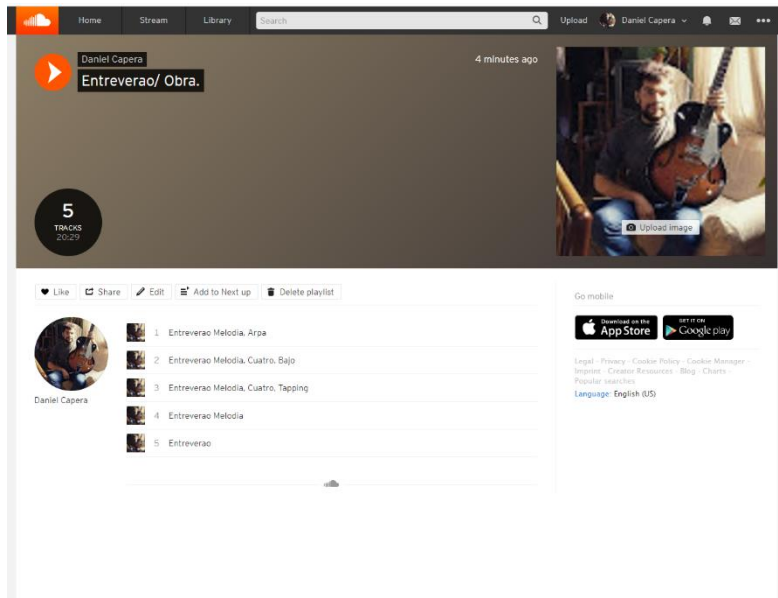 Home Stream Library Search Upload Daniel Capera
Daniel Capera
4 minutes ago
Entreverao/ Obra.
5
TRACKS
20:29
Upload image
Like Share Edit Add to Next up Delete playlist
Daniel Capera
1 Entreverao Melodia, Arpa
2 Entreverao Melodia, Cuatro, Bajo
3 Entreverao Melodia, Cuatro, Tapping
4 Entreverao Melodia
5 Entreverao
Go mobile
Download on the
App Store
GET IT ON
Google play
Legal - Privacy - Cookie Policy - Cookie Manager -
Imprint - Creator Resources - Blog - Charts -
Popular searches
Language: English (US)